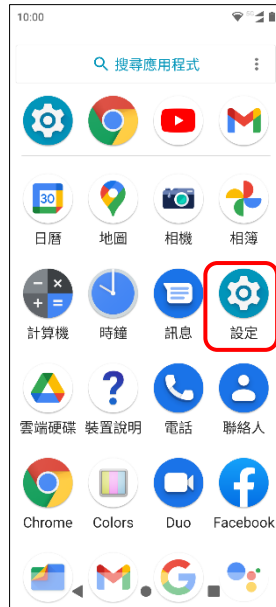 10:00
搜尋應用程式
30
日曆 地圖 相機 相簿
計算機 時鐘 訊息 設定
雲端硬碟 裝置說明 電話 聯絡人
Chrome Colors Duo Facebook